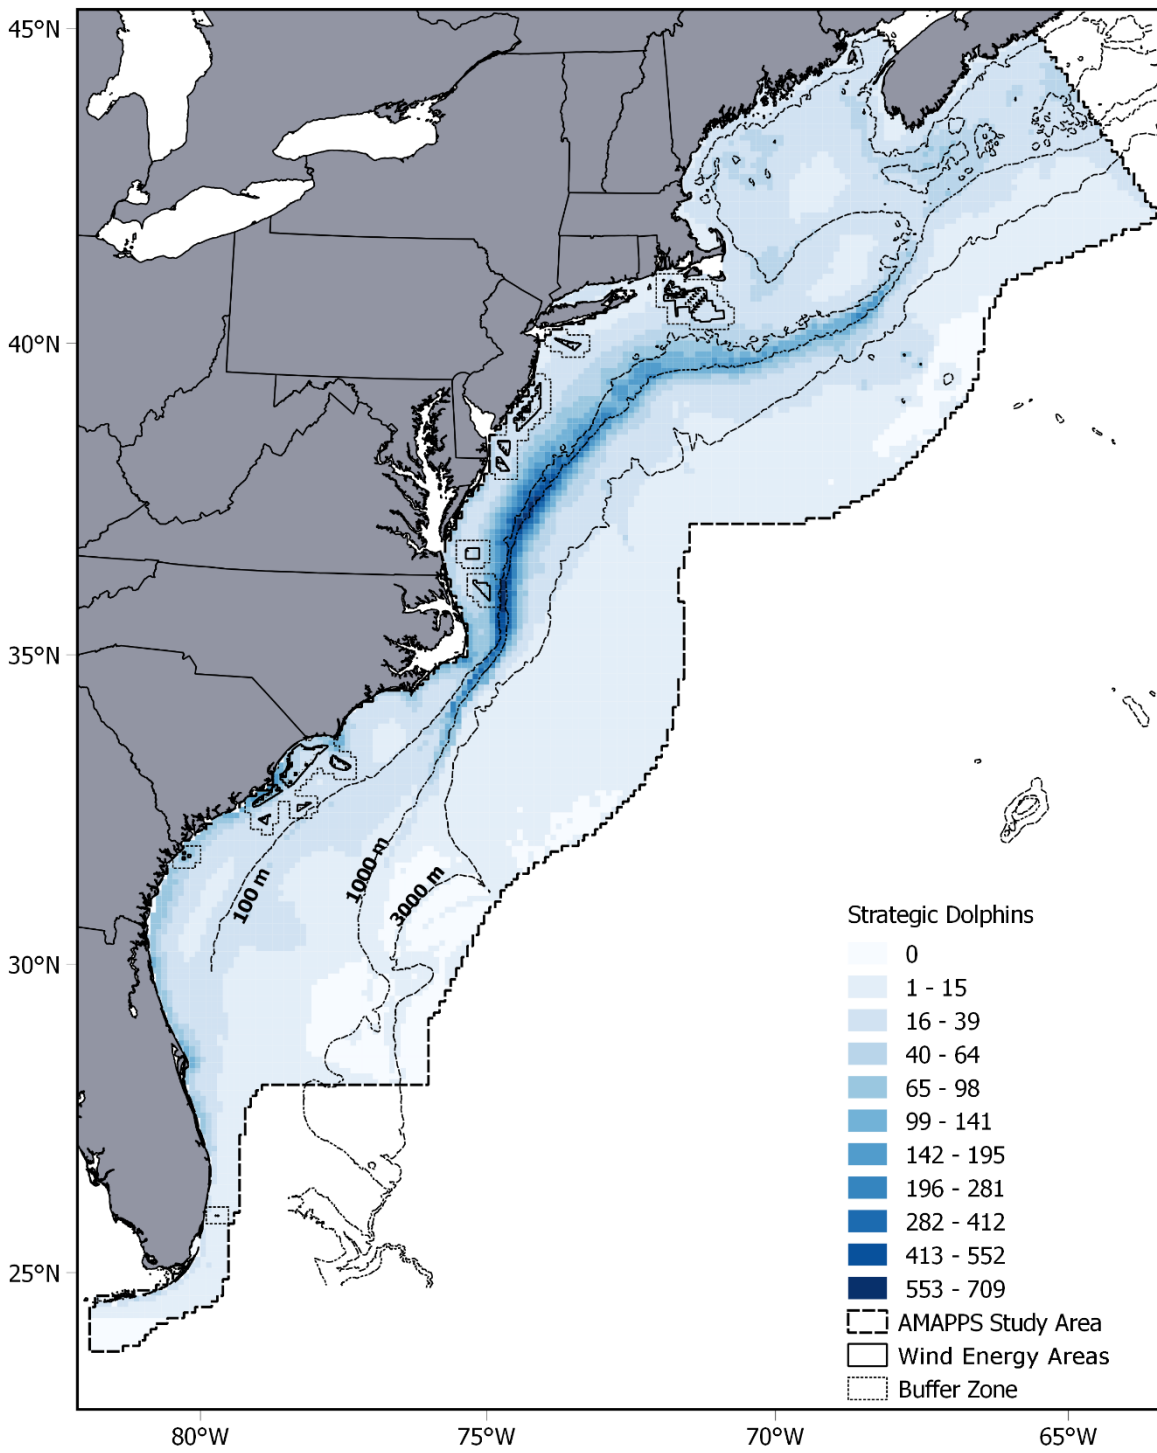 45°N
40°N
35°N
30°N
25°N
100 m
1000 m
3000 m
Strategic Dolphins
0
1 - 15
16 - 39
40 - 64
65 - 98
99 - 141
142 - 195
196 - 281
282 - 412
413 - 552
553 - 709
AMAPPS Study Area
Wind Energy Areas
Buffer Zone
80°W 75°W 70°W 65°W